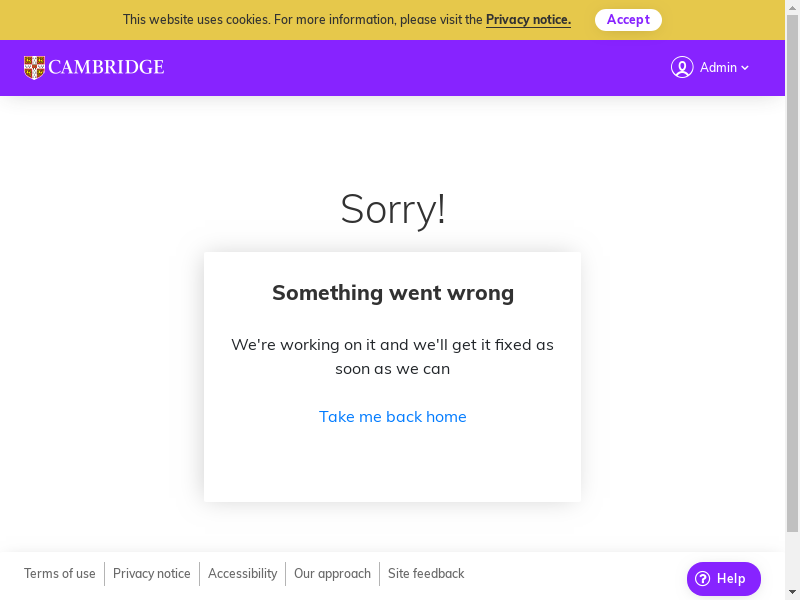 This website uses cookies. For more information, please visit the Privacy notice. Accept
CAMBRIDGE
Admin
Sorry!
Something went wrong
We're working on it and we'll get it fixed as
soon as we can
Take me back home
Terms of use Privacy notice Accessibility Our approach Site feedback
Help